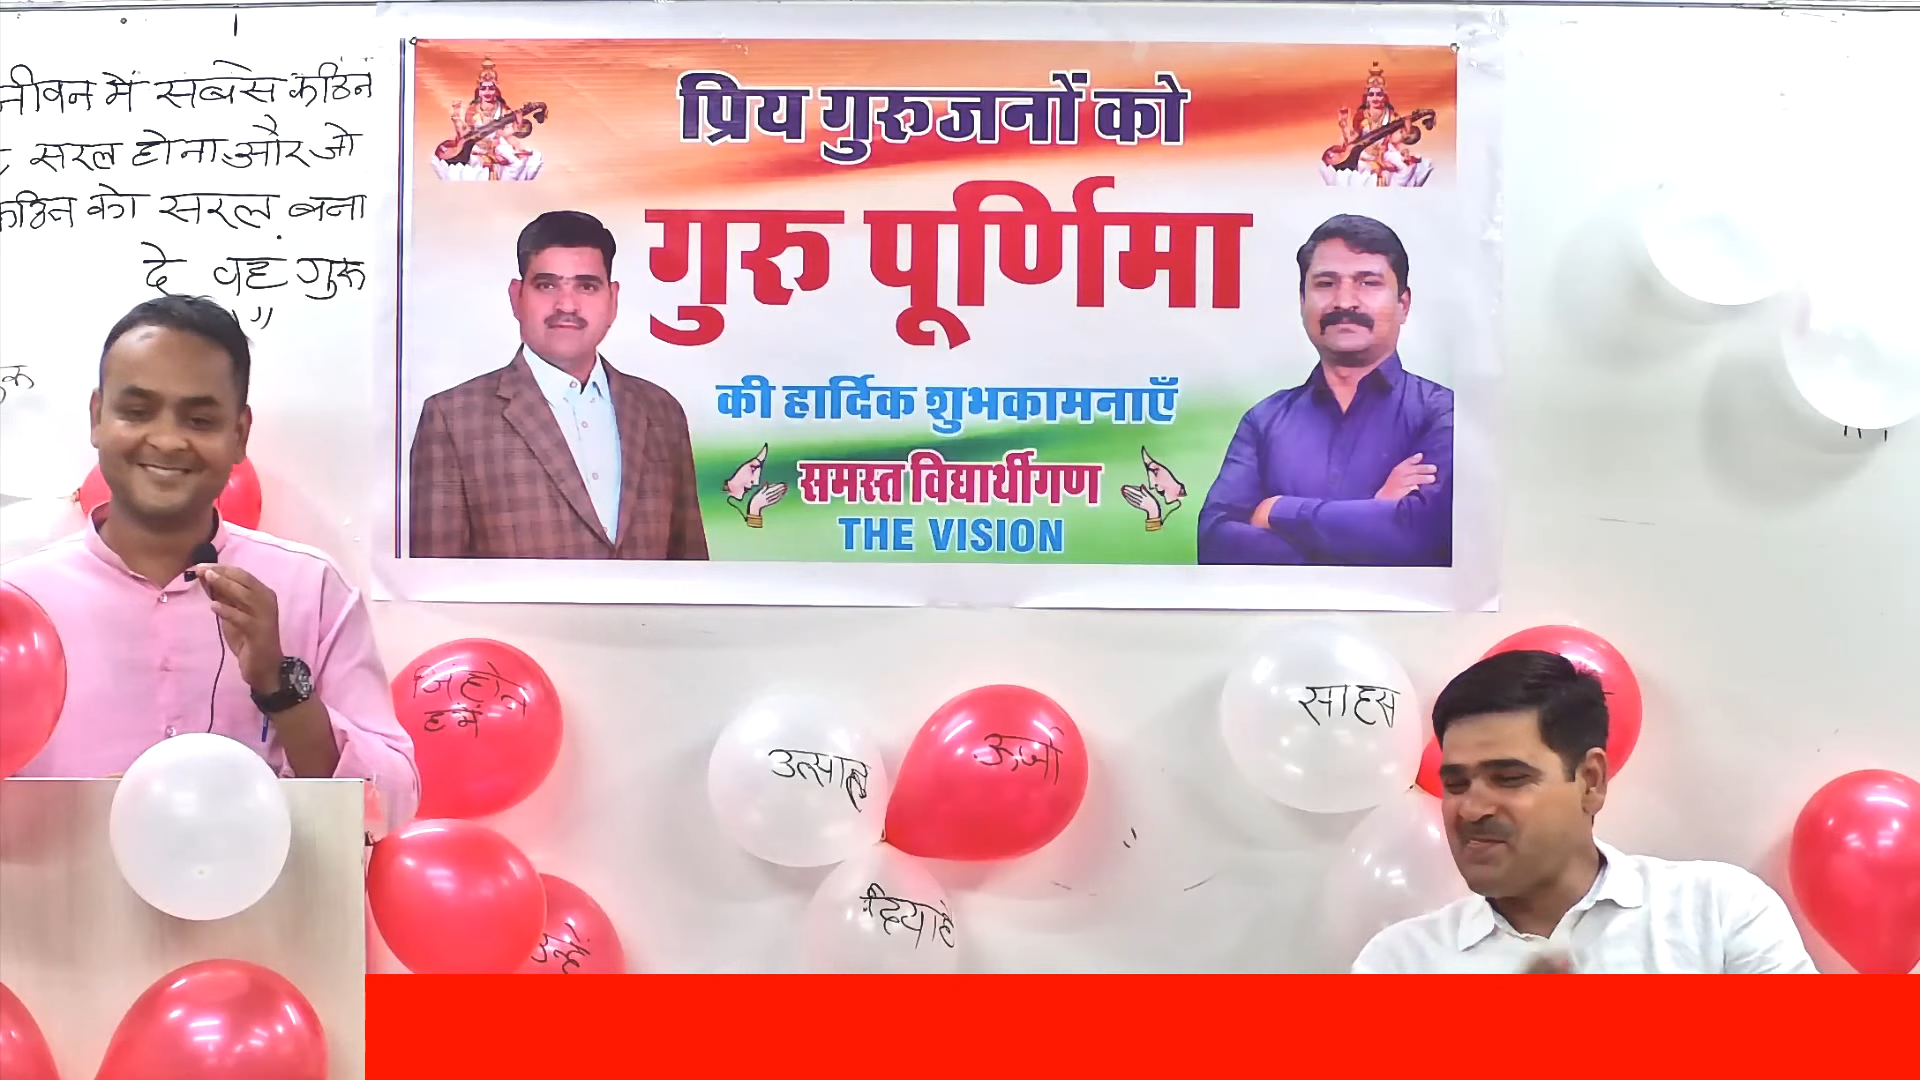 जीवन में सबसे कठिन
सरल होना और जो
कठिन को सरल बना
दे वह गुरु
प्रिय गुरुजनों को
गुरु पूर्णिमा
की हार्दिक शुभकामनाएँ
समस्त विद्यार्थीगण
THE VISION
जिंहोने
हमें
उत्साह
ऊर्जा
साहस
दिया है
उन्हें